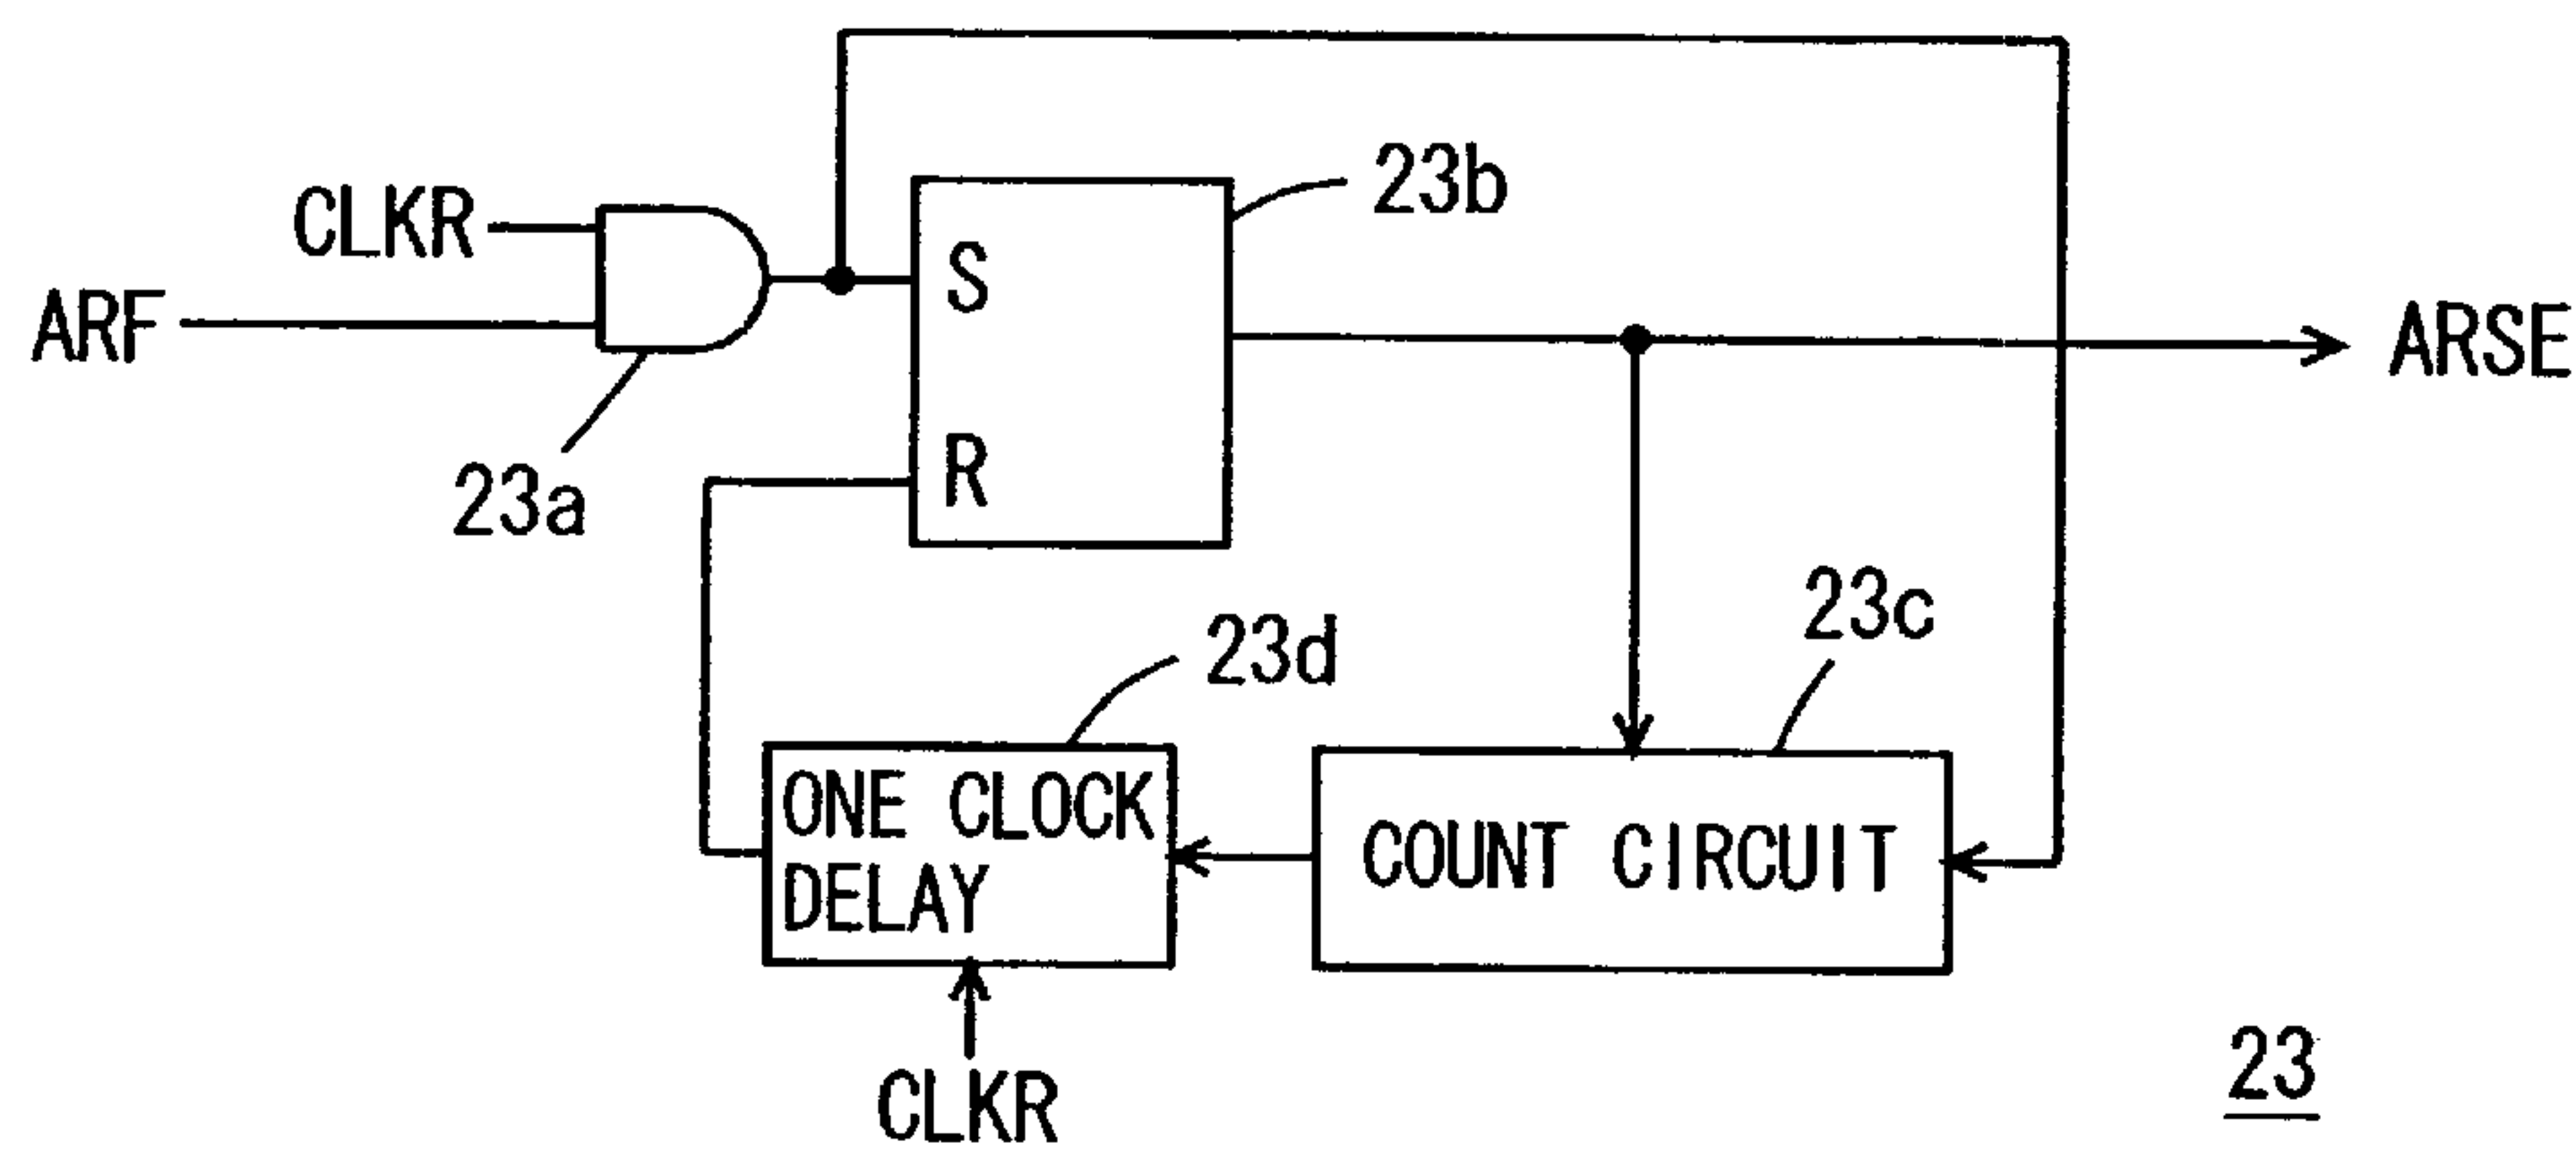 CLKR
ARF
23a
S
R
23b
ARSE
23c
23d
ONE CLOCK
DELAY
COUNT CIRCUIT
CLKR
23